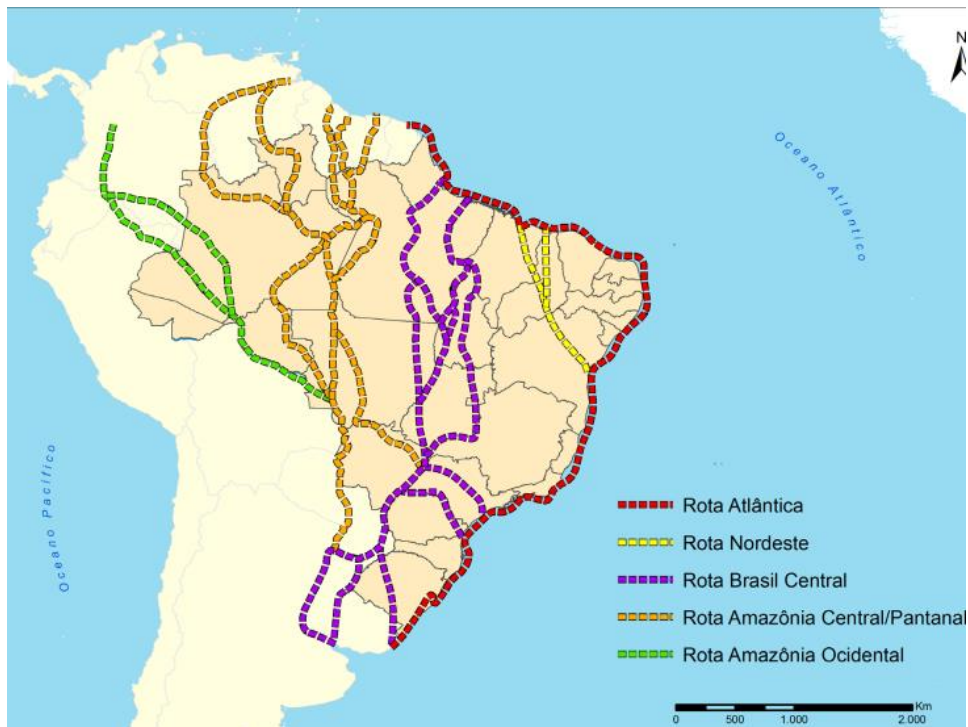 N
Oceano Atlântico
Oceano Pacífico
Rota Atlântica
Rota Nordeste
Rota Brasil Central
Rota Amazônia Central/Pantanal
Rota Amazônia Ocidental
Km
0 500 1.000 2.000